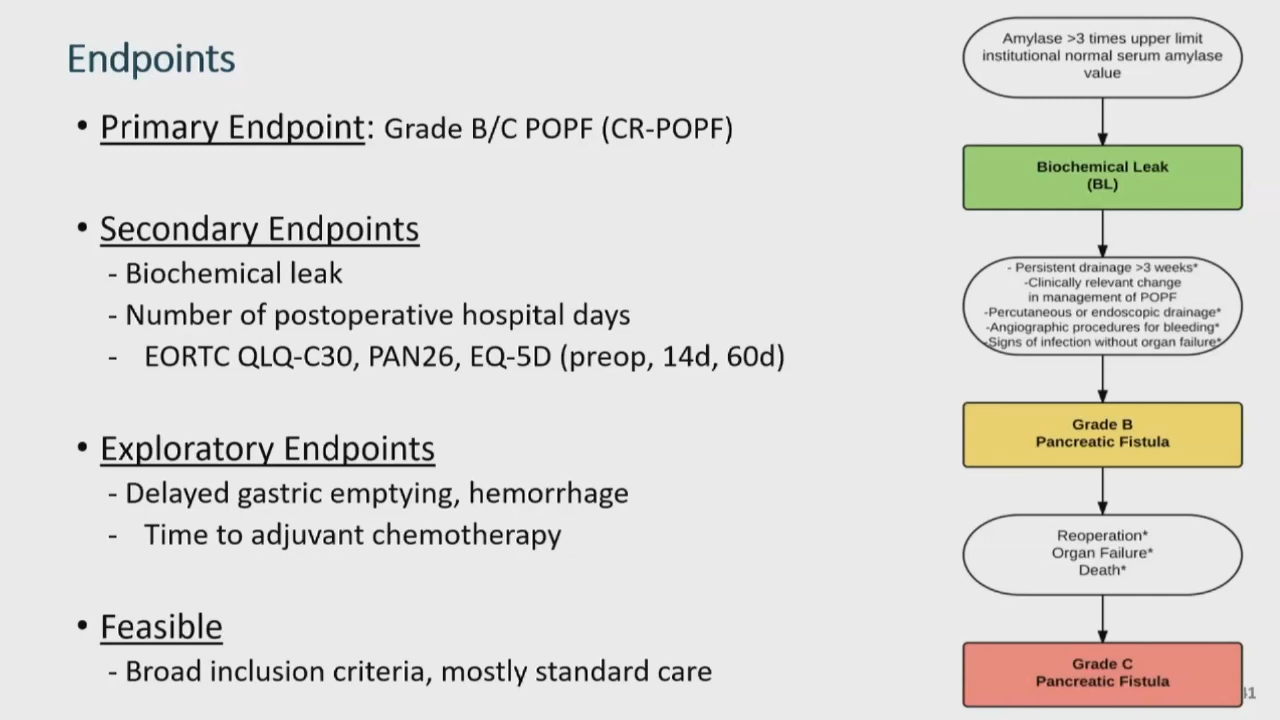 Endpoints
• Primary Endpoint: Grade B/C POPF (CR-POPF)
• Secondary Endpoints
- Biochemical leak
- Number of postoperative hospital days
- EORTC QLQ-C30, PAN26, EQ-5D (preop, 14d, 60d)
• Exploratory Endpoints
- Delayed gastric emptying, hemorrhage
- Time to adjuvant chemotherapy
• Feasible
- Broad inclusion criteria, mostly standard care
Amylase >3 times upper limit
institutional normal serum amylase
value
Biochemical Leak
(BL)
- Persistent drainage >3 weeks*
-Clinically relevant change
in management of POPF
-Percutaneous or endoscopic drainage*
-Angiographic procedures for bleeding*
-Signs of infection without organ failure*
Grade B
Pancreatic Fistula
Reoperation*
Organ Failure*
Death*
Grade C
Pancreatic Fistula